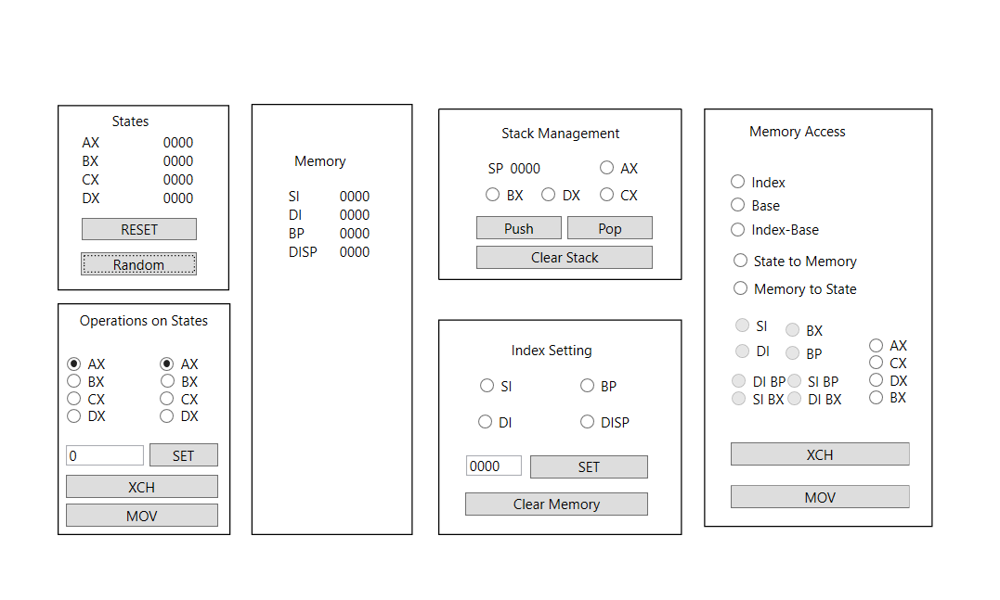 States
AX 0000
BX 0000
CX 0000
DX 0000
RESET
Random
Operations on States
AX AX
BX BX
CX CX
DX DX
0 SET
XCH
MOV
Memory
SI 0000
DI 0000
BP 0000
DISP 0000
Stack Management
SP 0000 AX
BX DX CX
Push Pop
Clear Stack
Index Setting
SI BP
DI DISP
0000 SET
Clear Memory
Memory Access
Index
Base
Index-Base
State to Memory
Memory to State
SI BX
DI BP
DI BP SI BP
SI BX DI BX
AX
CX
DX
BX
XCH
MOV